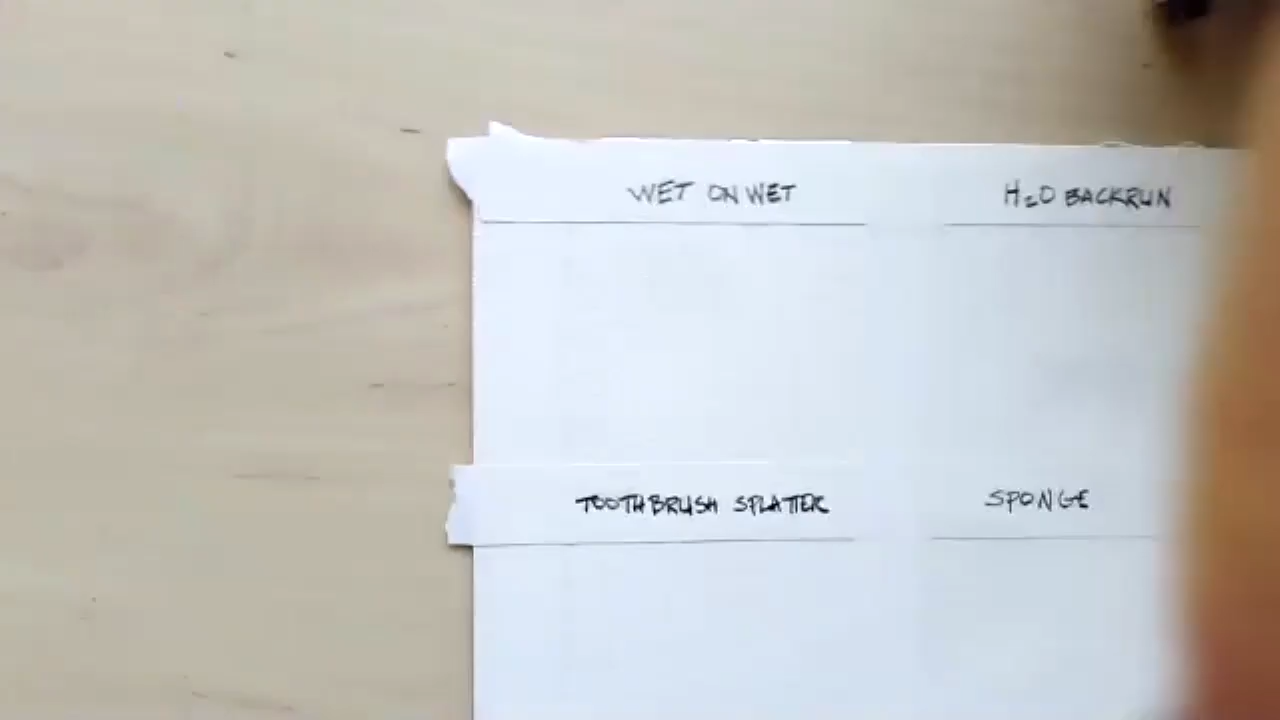 WET ON WET
H₂O BACKRUN
TOOTHBRUSH SPLATTER
SPONGE